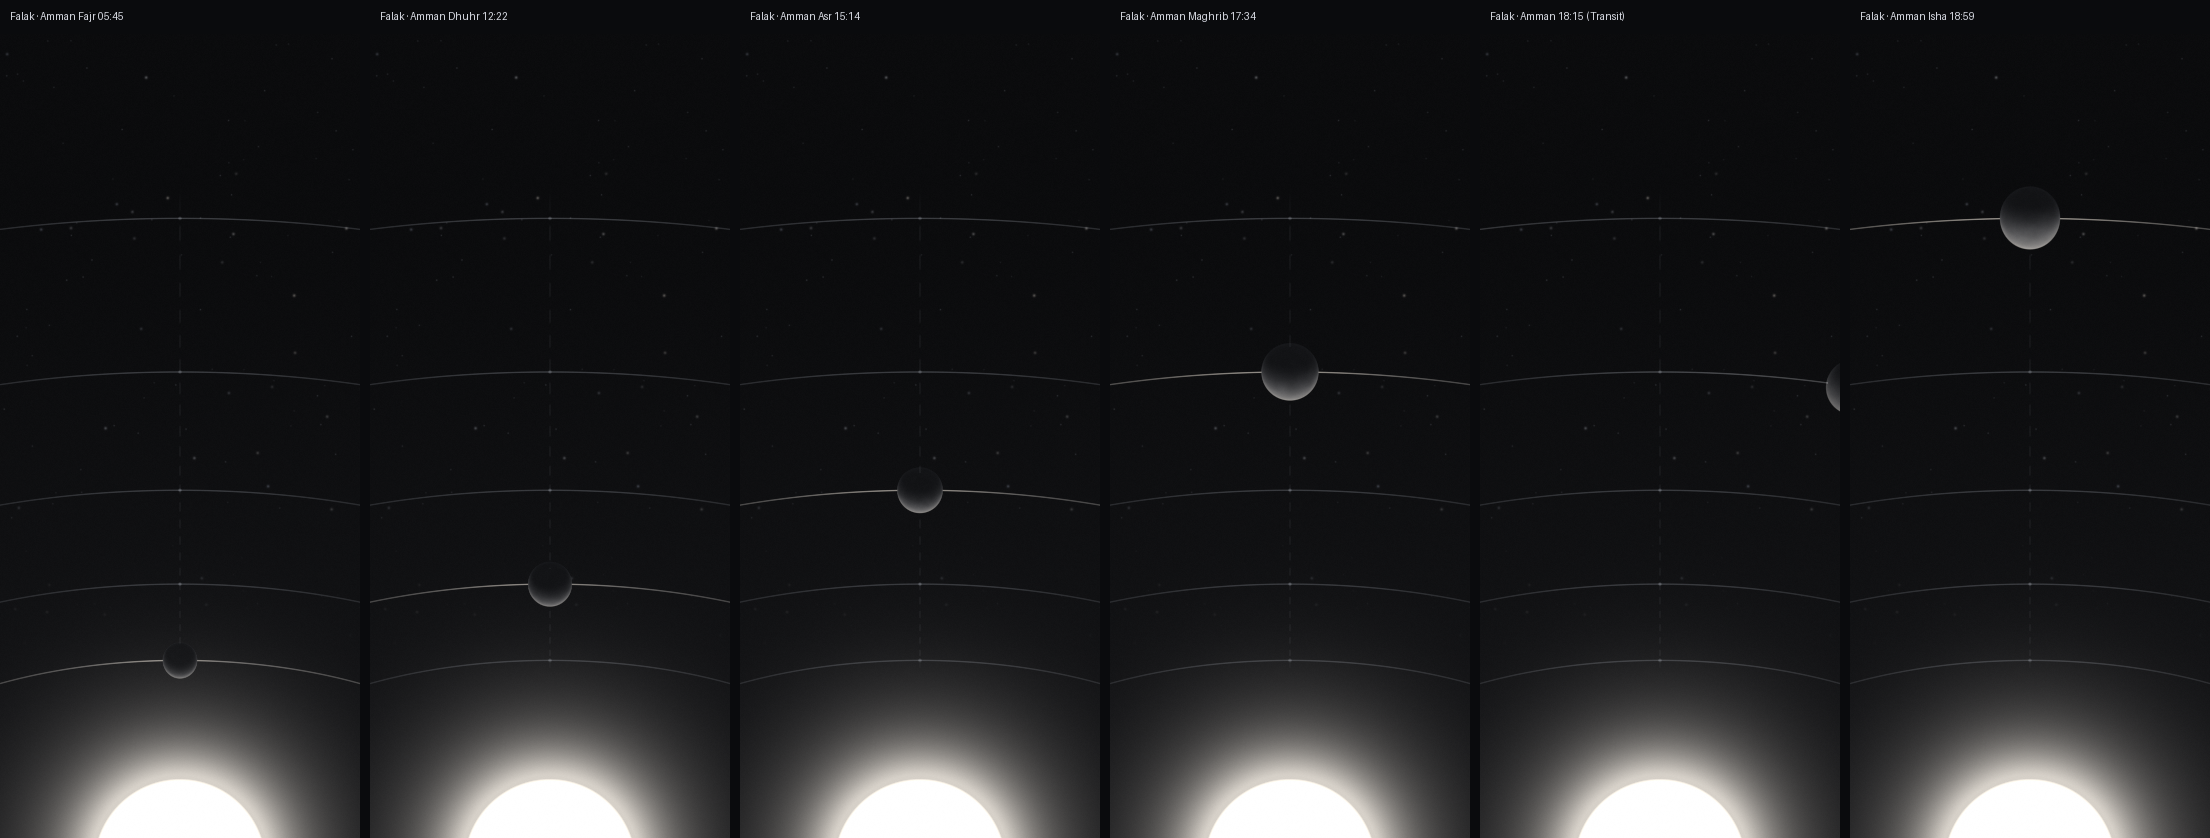 Falak · Amman Fajr 05:45
Falak · Amman Dhuhr 12:22
Falak · Amman Asr 15:14
Falak · Amman Maghrib 17:34
Falak · Amman 18:15 (Transit)
Falak · Amman Isha 18:59